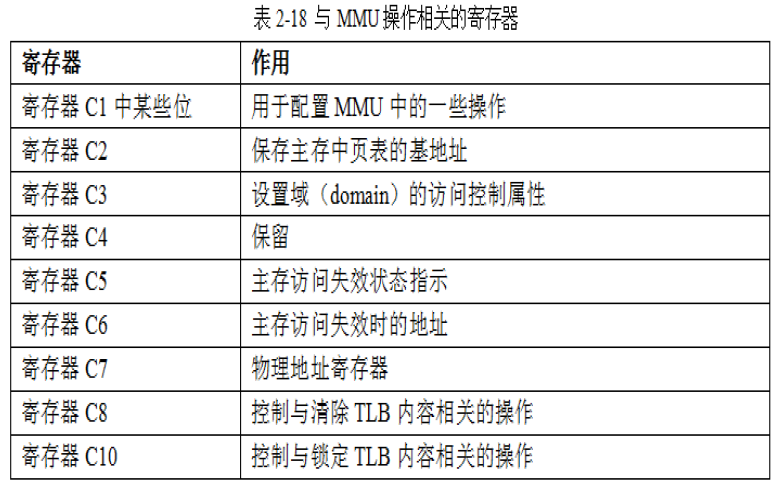 表 2-18 与 MMU操作相关的寄存器
寄存器 作用
寄存器 C1 中某些位 用于配置 MMU 中的一些操作
寄存器 C2 保存主存中页表的基地址
寄存器 C3 设置域（domain）的访问控制属性
寄存器 C4 保留
寄存器 C5 主存访问失效状态指示
寄存器 C6 主存访问失效时的地址
寄存器 C7 物理地址寄存器
寄存器 C8 控制与清除 TLB 内容相关的操作
寄存器 C10 控制与锁定 TLB 内容相关的操作